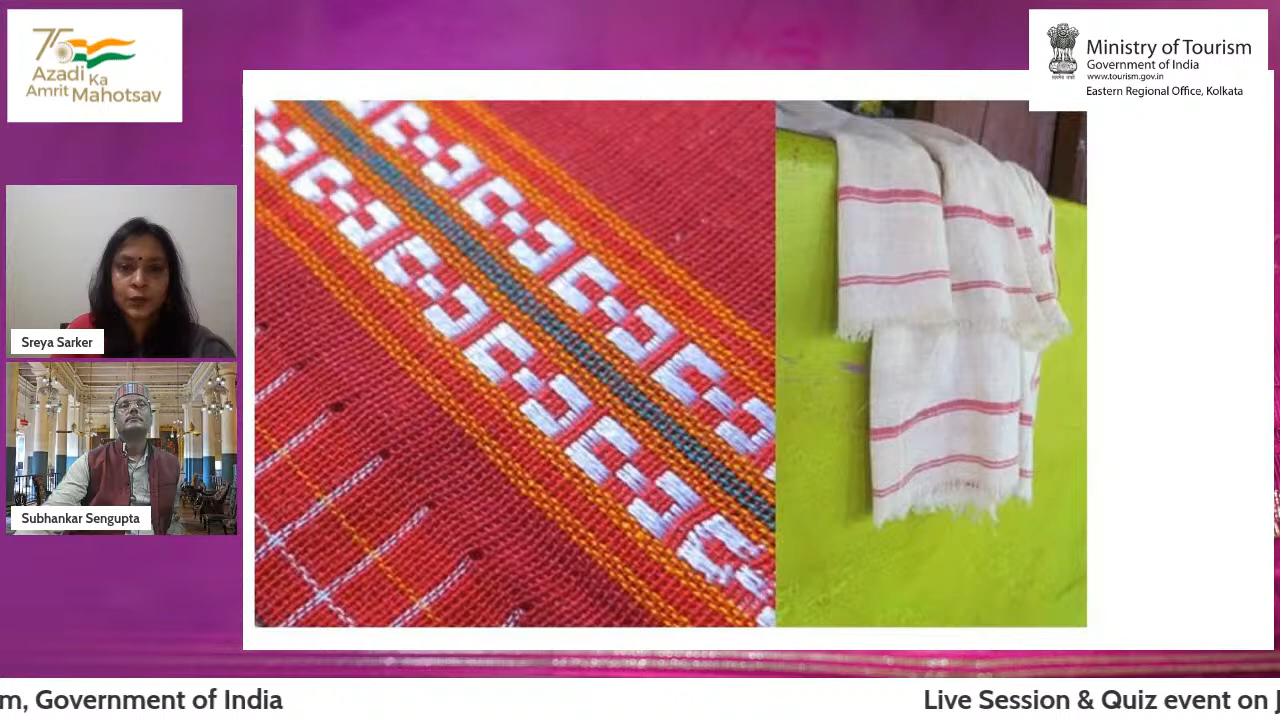 75
Azadi Ka
Amrit Mahotsav
Ministry of Tourism
Government of India
www.tourism.gov.in
Eastern Regional Office, Kolkata
Sreya Sarker
Subhankar Sengupta
m, Government of India
Live Session & Quiz event on J